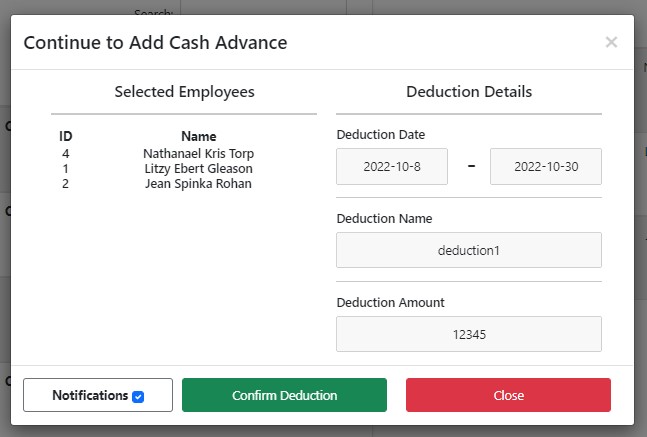 Search:
Continue to Add Cash Advance
×
Selected Employees
ID Name
4 Nathanael Kris Torp
1 Litzy Ebert Gleason
2 Jean Spinka Rohan
Deduction Details
Deduction Date
2022-10-8 - 2022-10-30
Deduction Name
deduction1
Deduction Amount
12345
Notifications
Confirm Deduction
Close